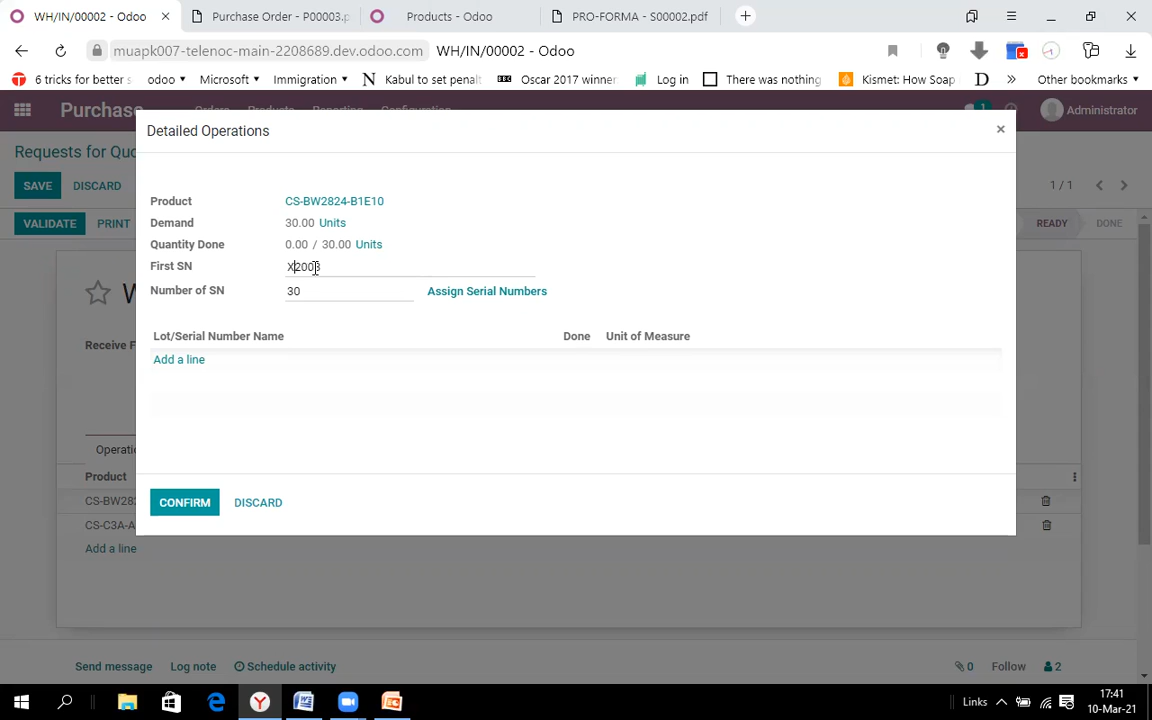 WH/IN/00002 - Odoo
Purchase Order - P00003.p
Products - Odoo
PRO-FORMA - S00002.pdf
muapk007-telenoc-main-2208689.dev.odoo.com WH/IN/00002 - Odoo
6 tricks for better s
odoo
Microsoft
Immigration
Kabul to set penalt
Oscar 2017 winner
Log in
There was nothing
Kismet: How Soap
Other bookmarks
Purchase
Orders
Products
Reporting
Configuration
1
Administrator
Detailed Operations
Requests for Quo
SAVE
DISCARD
1 / 1
VALIDATE
PRINT
READY
DONE
Product CS-BW2824-B1E10
Demand 30.00 Units
Quantity Done 0.00 / 30.00 Units
First SN
Number of SN 30 Assign Serial Numbers
W
Receive F
Lot/Serial Number Name Done Unit of Measure
Add a line
Operatio
Product
CS-BW282
CS-C3A-A
Add a line
CONFIRM DISCARD
Send message
Log note
Schedule activity
0
Follow
2
Links
17:41
10-Mar-21